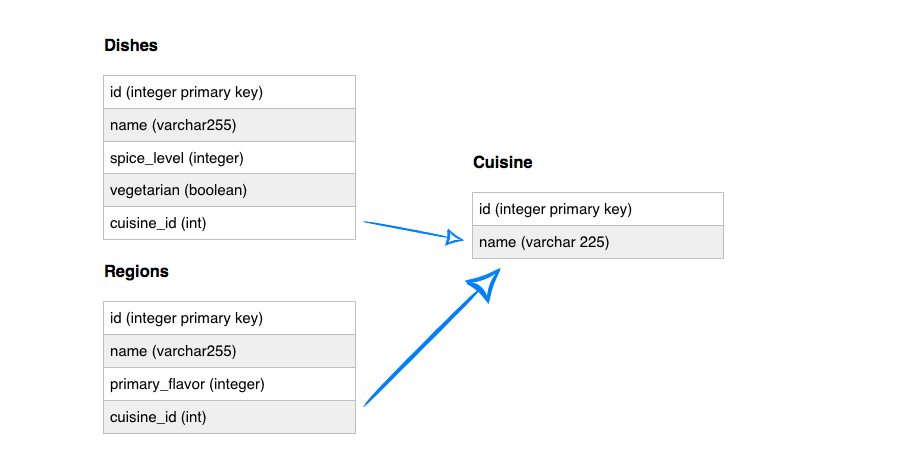 Dishes
id (integer primary key)
name (varchar255)
spice_level (integer)
vegetarian (boolean)
cuisine_id (int)
Regions
id (integer primary key)
name (varchar255)
primary_flavor (integer)
cuisine_id (int)
Cuisine
id (integer primary key)
name (varchar 225)